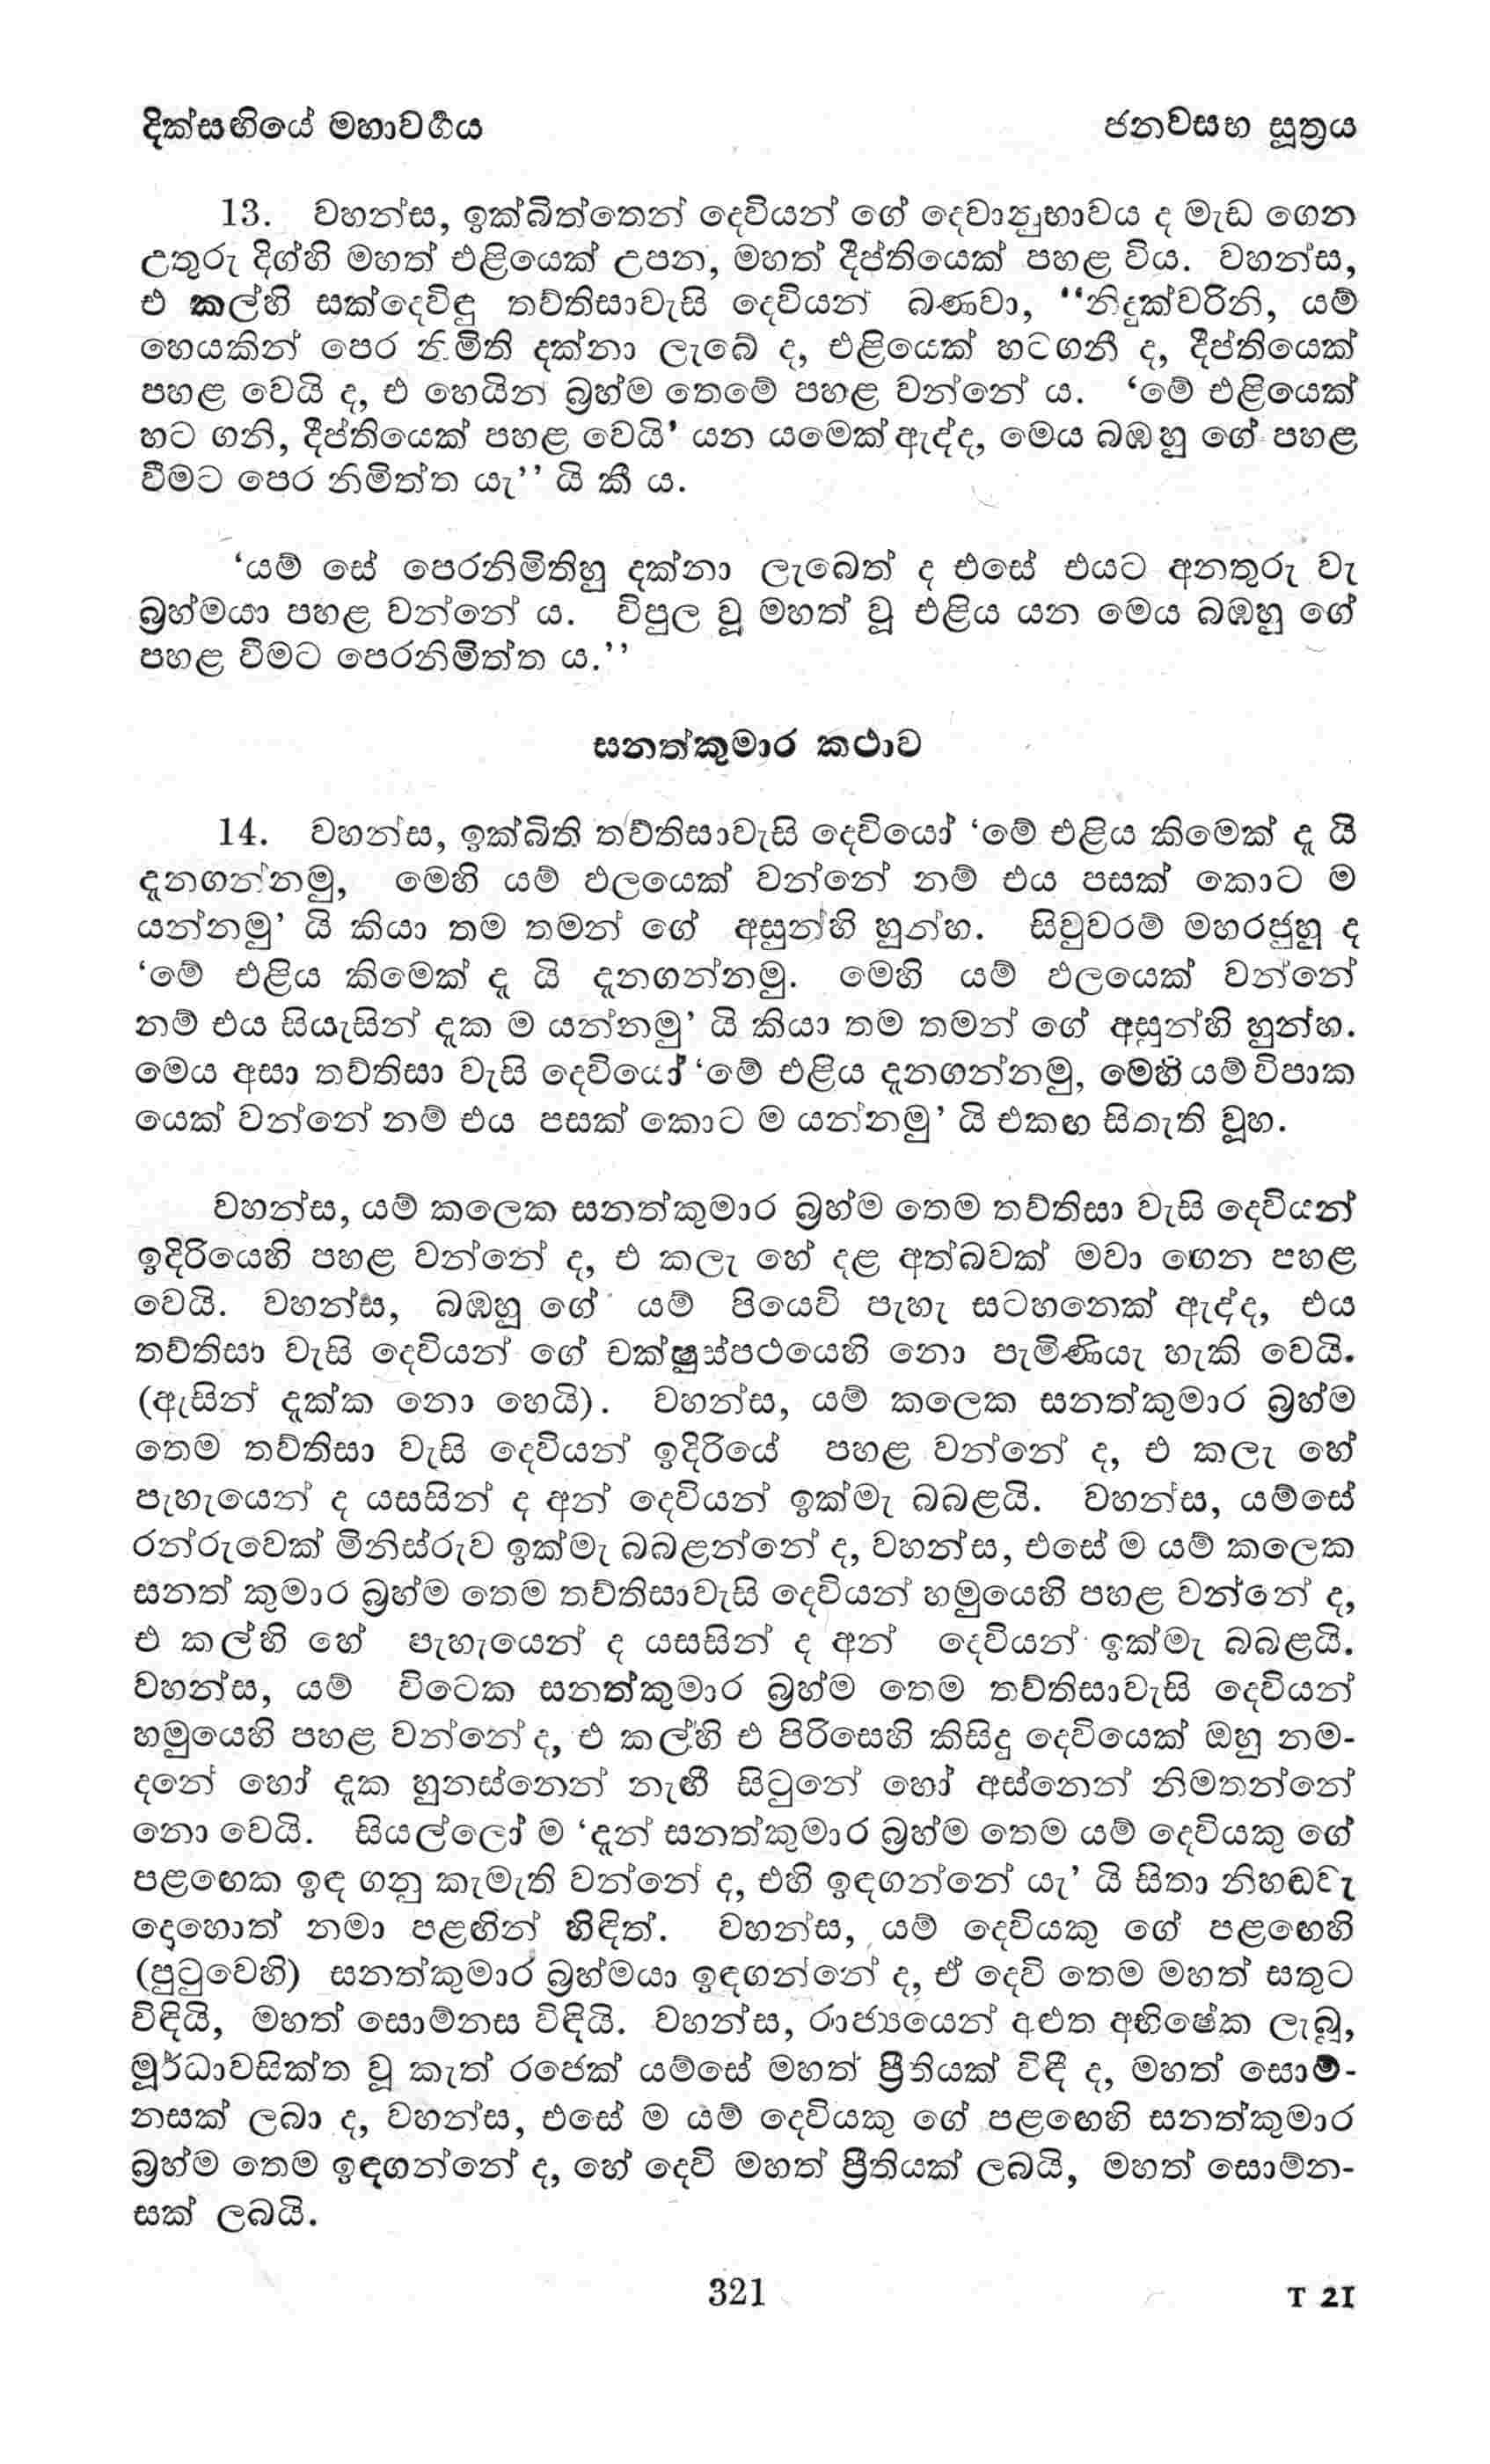 දික්සඟියේ මහාවර්‍ගය
ජනවසභ සූත්‍රය
13. වහන්ස, ඉක්බිත්තෙන් දෙවියන් ගේ දෙවානුභාවය ද මැඩ ගෙන
උතුරු දිග්හි මහත් එළියෙක් උපන, මහත් දීප්තියෙක් පහළ විය. වහන්ස,
එ කල්හි සක්දෙවිඳු තව්තිසාවැසි දෙවියන් බණවා, “නිදුක්වරිනි, යම්
හෙයකින් පෙර නිමිති දක්නා ලැබේ ද, එළියෙක් හටගනී ද, දීප්තියෙක්
පහළ වෙයි ද, එ හෙයින් බ්‍රහ්ම තෙමේ පහළ වන්නේ ය. ‘මේ එළියෙක්
හට ගනි, දීප්තියෙක් පහළ වෙයි’ යන යමෙක් ඇද්ද, මෙය බඹහු ගේ පහළ
වීමට පෙර නිමිත්ත යැ’’ යි කී ය.
‘යම් සේ පෙරනිමිතිහු දක්නා ලැබෙත් ද එසේ එයට අනතුරු වැ
බ්‍රහ්මයා පහළ වන්නේ ය. විපුල වූ මහත් වූ එළිය යන මෙය බඹහු ගේ
පහළ වීමට පෙරනිමිත්ත ය.’’
සනත්කුමාර කථාව
14. වහන්ස, ඉක්බිති තව්තිසාවැසි දෙවියෝ ‘මේ එළිය කිමෙක් දැ යි
දැනගන්නමු, මෙහි යම් ඵලයෙක් වන්නේ නම් එය පසක් කොට ම
යන්නමු’ යි කියා තම තමන් ගේ අසුන්හි හුන්හ. සිවුවරම් මහරජුහු ද
‘මේ එළිය කිමෙක් දැ යි දැනගන්නමු. මෙහි යම් ඵලයෙක් වන්නේ
නම් එය සියැසින් දැක ම යන්නමු’ යි කියා තම තමන් ගේ අසුන්හි හුන්හ.
මෙය අසා තව්තිසා වැසි දෙවියෝ ‘මේ එළිය දැනගන්නමු, මෙහි යම් විපාක
යෙක් වන්නේ නම් එය පසක් කොට ම යන්නමු’ යි එකඟ සිතැති වූහ.
වහන්ස, යම් කලෙක සනත්කුමාර බ්‍රහ්ම තෙම තව්තිසා වැසි දෙවියන්
ඉදිරියෙහි පහළ වන්නේ ද, එ කලැ හේ දළ අත්බවක් මවා ගෙන පහළ
වෙයි. වහන්ස, බඹහු ගේ යම් පියෙවි පැහැ සටහනෙක් ඇද්ද, එය
තව්තිසා වැසි දෙවියන් ගේ චක්ෂුස්පථයෙහි නො පැමිණියැ හැකි වෙයි.
(ඇසින් දැක්ක නො හෙයි). වහන්ස, යම් කලෙක සනත්කුමාර බ්‍රහ්ම
තෙම තව්තිසා වැසි දෙවියන් ඉදිරියේ පහළ වන්නේ ද, එ කලැ හේ
පැහැයෙන් ද යසසින් ද අන් දෙවියන් ඉක්මැ බබළයි. වහන්ස, යම්සේ
රන්රුවෙක් මිනිස්රුව ඉක්මැ බබළන්නේ ද, වහන්ස, එසේ ම යම් කලෙක
සනත් කුමාර බ්‍රහ්ම තෙම තව්තිසාවැසි දෙවියන් හමුයෙහි පහළ වන්නේ ද,
එ කල්හි හේ පැහැයෙන් ද යසසින් ද අන් දෙවියන් ඉක්මැ බබළයි.
වහන්ස, යම් විටෙක සනත්කුමාර බ්‍රහ්ම තෙම තව්තිසාවැසි දෙවියන්
හමුයෙහි පහළ වන්නේ ද, එ කල්හි එ පිරිසෙහි කිසිදු දෙවියෙක් ඔහු නම-
දනේ හෝ දැක හුනස්නෙන් නැඟී සිටුනේ හෝ අස්නෙන් නිමතන්නේ
නො වෙයි. සියල්ලෝ ම ‘දැන් සනත්කුමාර බ්‍රහ්ම තෙම යම් දෙවියකු ගේ
පළඟෙක ඉඳ ගනු කැමැති වන්නේ ද, එහි ඉඳගන්නේ යැ’ යි සිතා නිහඬවැ
දොහොත් නමා පළඟින් හිඳිත්. වහන්ස, යම් දෙවියකු ගේ පළඟෙහි
(පුටුවෙහි) සනත්කුමාර බ්‍රහ්මයා ඉඳගන්නේ ද, ඒ දෙවි තෙම මහත් සතුට
විඳියි, මහත් සොම්නස විඳියි. වහන්ස, රාජ්‍යයෙන් අළුත අභිෂේක ලැබූ,
මූර්ධාවසික්ත වූ කැත් රජෙක් යම්සේ මහත් ප්‍රීතියක් විඳී ද, මහත් සොම්-
නසක් ලබා ද, වහන්ස, එසේ ම යම් දෙවියකු ගේ පළඟෙහි සනත්කුමාර
බ්‍රහ්ම තෙම ඉඳගන්නේ ද, හේ දෙවි මහත් ප්‍රීතියක් ලබයි, මහත් සොම්න-
සක් ලබයි.
321
T 21